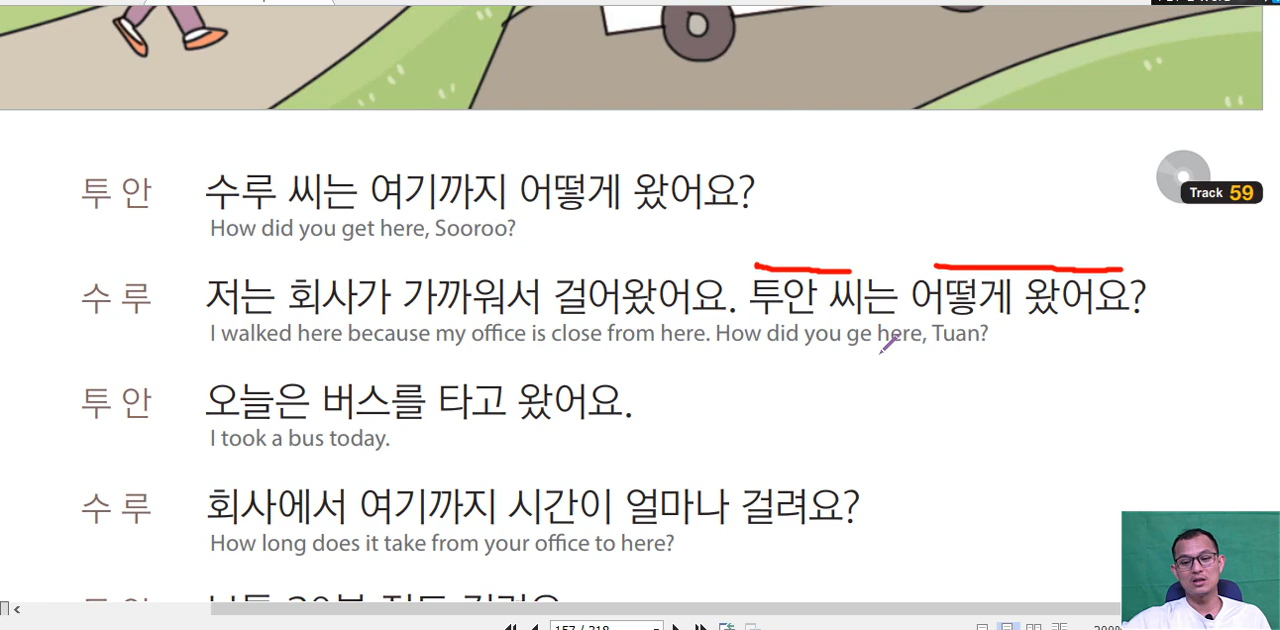 투 안 수루 씨는 여기까지 어떻게 왔어요?
How did you get here, Sooroo?
Track 59
수 루 저는 회사가 가까워서 걸어왔어요. 투안 씨는 어떻게 왔어요?
I walked here because my office is close from here. How did you ge here, Tuan?
투 안 오늘은 버스를 타고 왔어요.
I took a bus today.
수 루 회사에서 여기까지 시간이 얼마나 걸려요?
How long does it take from your office to here?
157 / 318
200%